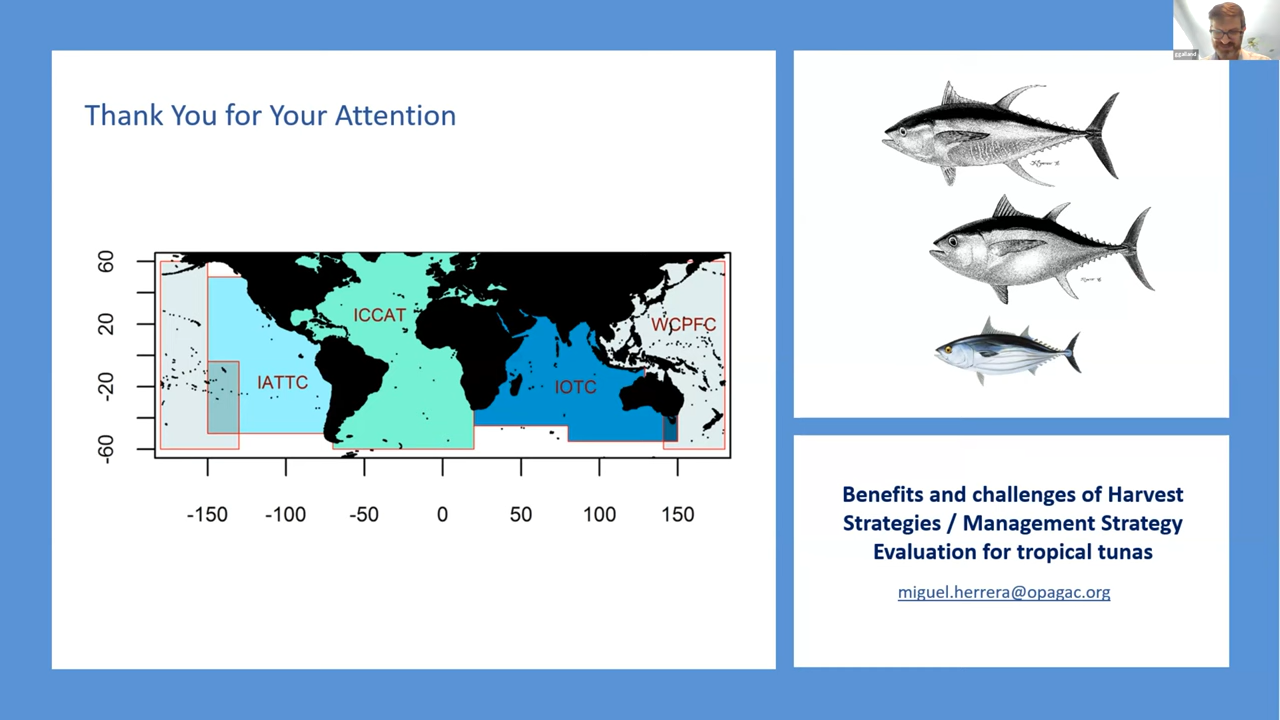 Thank You for Your Attention
60
20
-20
-60
ICCAT
WCPFC
IATTC
IOTC
-150
-100
-50
0
50
100
150
Benefits and challenges of Harvest
Strategies / Management Strategy
Evaluation for tropical tunas
miguel.herrera@opagac.org
ggalland